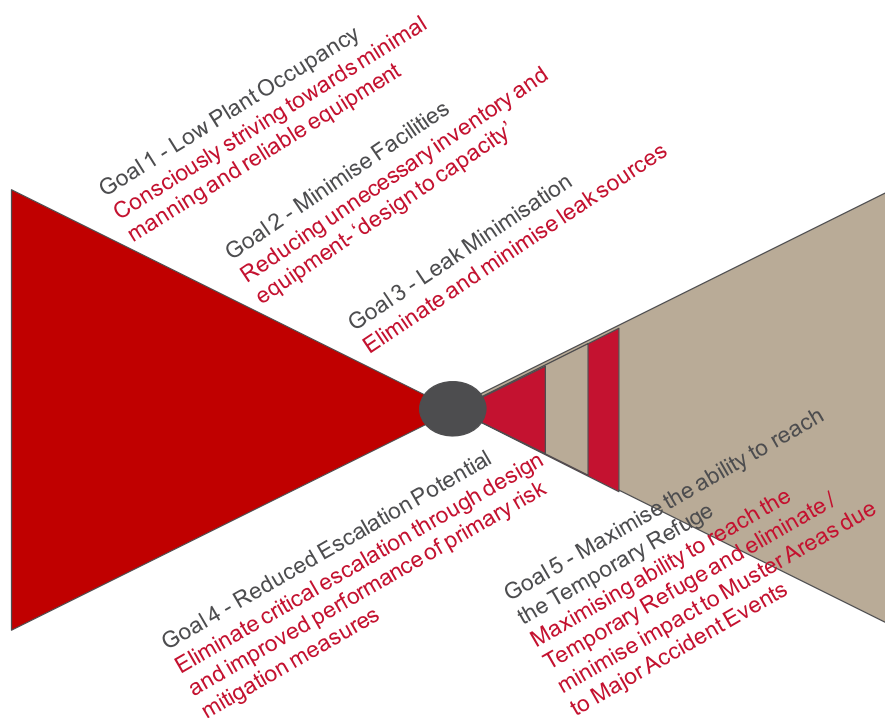 Goal 1 - Low Plant Occupancy
Consciously striving towards minimal
manning and reliable equipment
Goal 2 - Minimise Facilities
Reducing unnecessary inventory and
equipment- ‘design to capacity’
Goal 3 - Leak Minimisation
Eliminate and minimise leak sources
Goal 4 - Reduced Escalation Potential
Eliminate critical escalation through design
and improved performance of primary risk
mitigation measures
Goal 5 - Maximise the ability to reach
the Temporary Refuge
Maximising ability to reach the
Temporary Refuge and eliminate /
minimise impact to Muster Areas due
to Major Accident Events